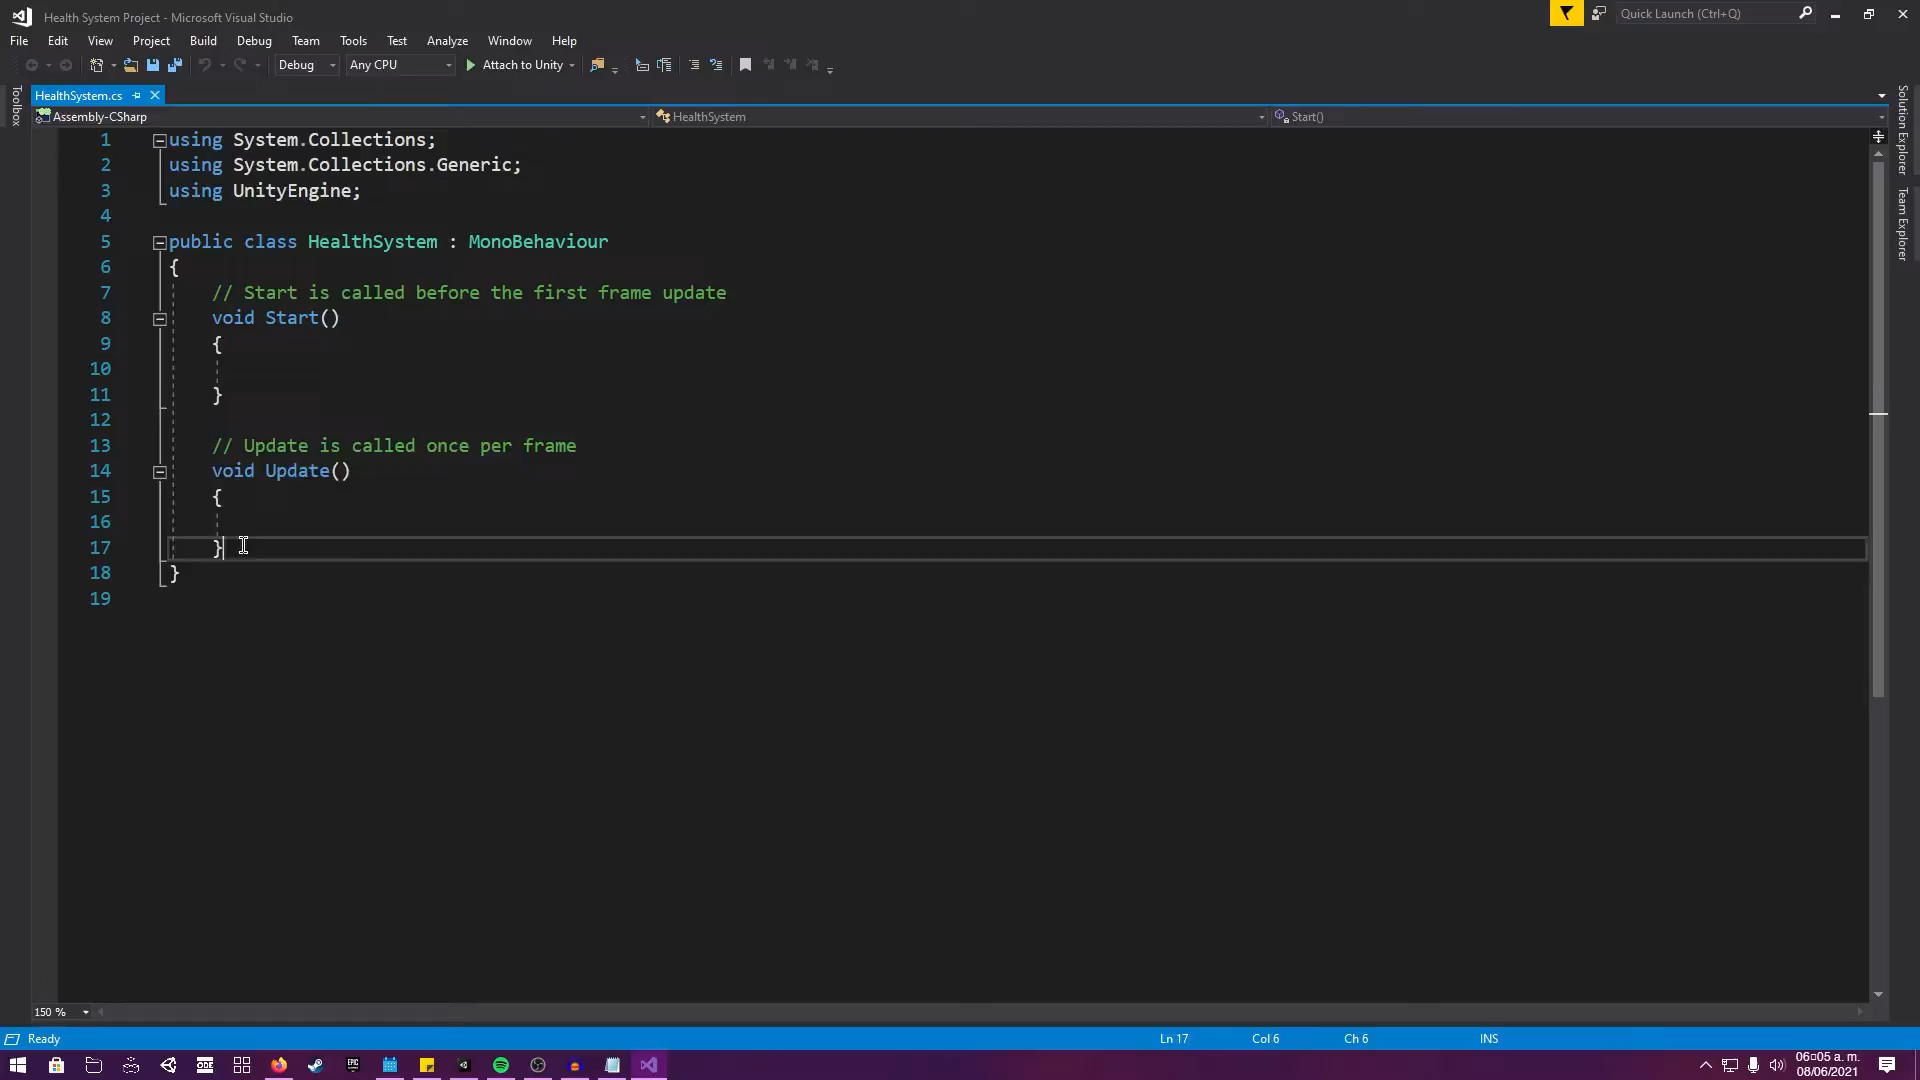 Health System Project - Microsoft Visual Studio
Quick Launch (Ctrl+Q)
File Edit View Project Build Debug Team Tools Test Analyze Window Help
Debug Any CPU Attach to Unity
Toolbox
HealthSystem.cs
Assembly-CSharp HealthSystem Start()
Solution Explorer
Team Explorer
1 using System.Collections;
2 using System.Collections.Generic;
3 using UnityEngine;
4
5 public class HealthSystem : MonoBehaviour
6 {
7 // Start is called before the first frame update
8 void Start()
9 {
10
11 }
12
13 // Update is called once per frame
14 void Update()
15 {
16
17 }
18 }
19
150 %
Ready Ln 17 Col 6 Ch 6 INS
06:05 a. m.
08/06/2021